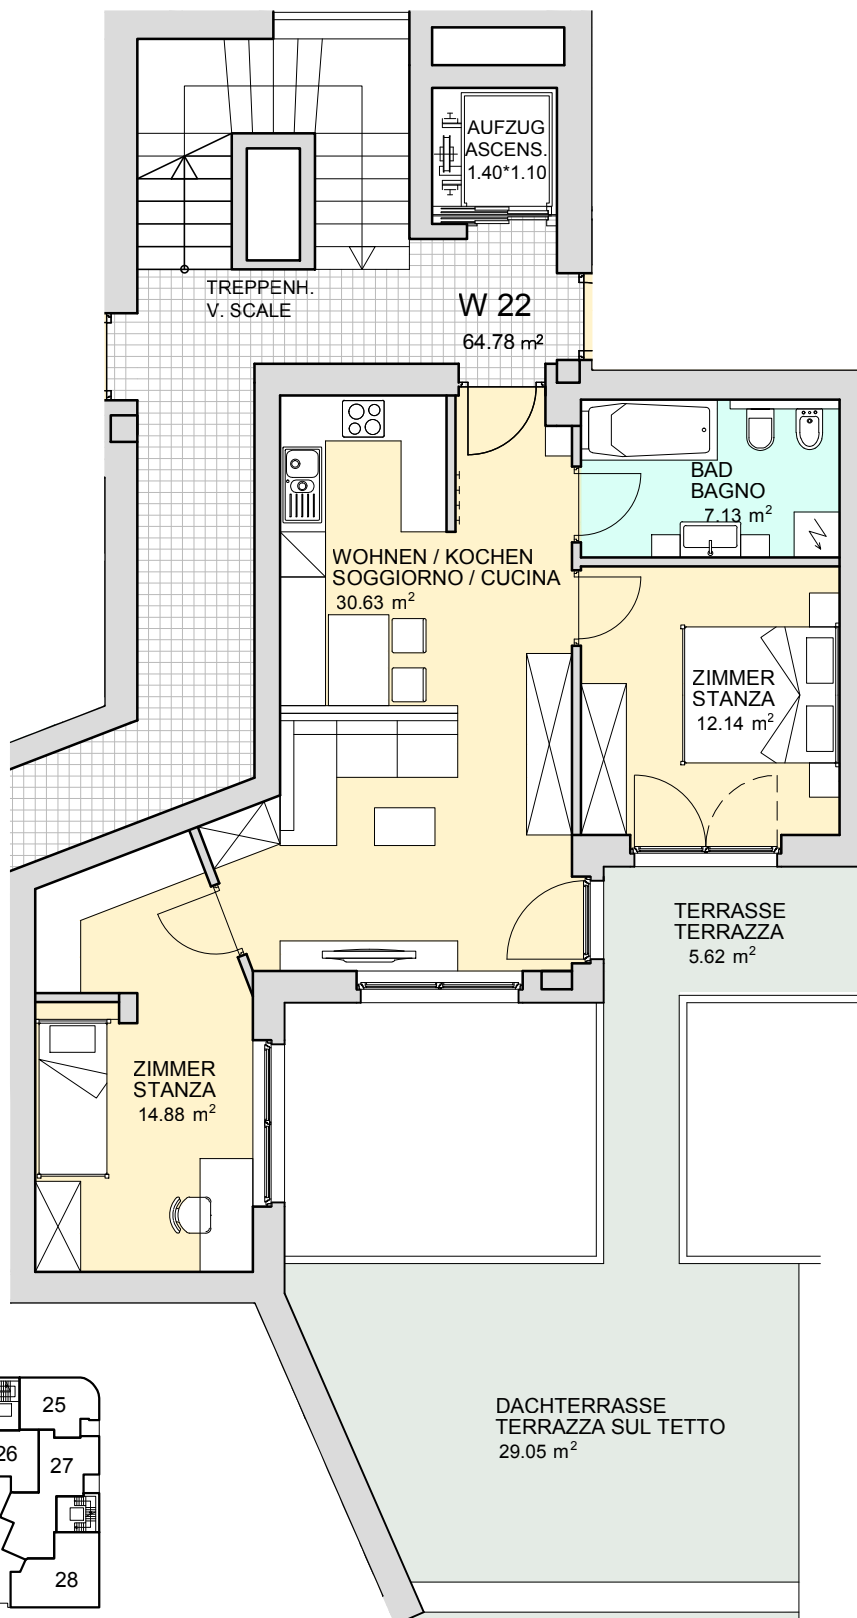 AUFZUG
ASCENS.
1.40*1.10
TREPPENH.
V. SCALE
W 22
64.78 m²
BAD
BAGNO
7.13 m²
WOHNEN / KOCHEN
SOGGIORNO / CUCINA
30.63 m²
ZIMMER
STANZA
12.14 m²
TERRASSE
TERRAZZA
5.62 m²
ZIMMER
STANZA
14.88 m²
DACHTERRASSE
TERRAZZA SUL TETTO
29.05 m²
25
26
27
28